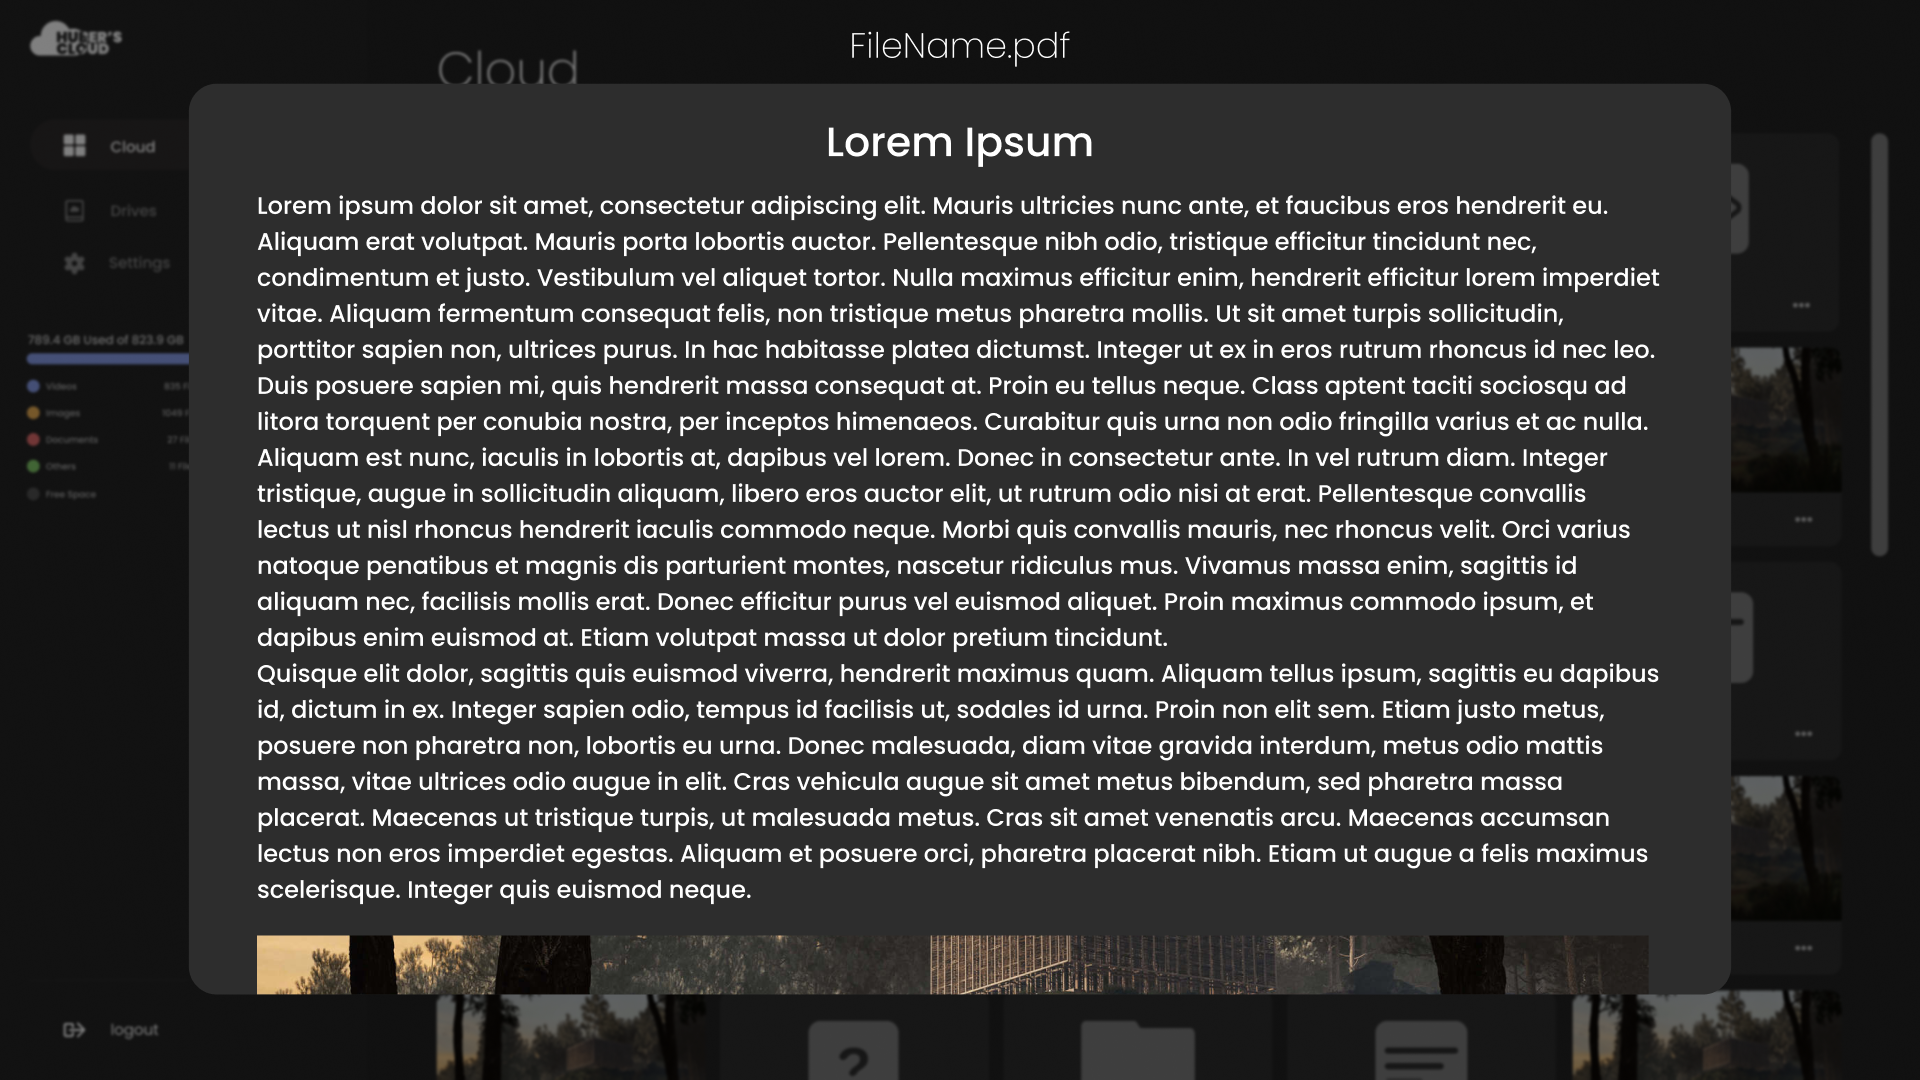 HUBER'S
CLOUD
Cloud
FileName.pdf
Cloud
Drives
Settings
789.4 GB Used of 823.9 GB
Videos 835
Images 1049
Documents 27
Others 11
Free Space
logout
Lorem Ipsum
Lorem ipsum dolor sit amet, consectetur adipiscing elit. Mauris ultricies nunc ante, et faucibus eros hendrerit eu.
Aliquam erat volutpat. Mauris porta lobortis auctor. Pellentesque nibh odio, tristique efficitur tincidunt nec,
condimentum et justo. Vestibulum vel aliquet tortor. Nulla maximus efficitur enim, hendrerit efficitur lorem imperdiet
vitae. Aliquam fermentum consequat felis, non tristique metus pharetra mollis. Ut sit amet turpis sollicitudin,
porttitor sapien non, ultrices purus. In hac habitasse platea dictumst. Integer ut ex in eros rutrum rhoncus id nec leo.
Duis posuere sapien mi, quis hendrerit massa consequat at. Proin eu tellus neque. Class aptent taciti sociosqu ad
litora torquent per conubia nostra, per inceptos himenaeos. Curabitur quis urna non odio fringilla varius et ac nulla.
Aliquam est nunc, iaculis in lobortis at, dapibus vel lorem. Donec in consectetur ante. In vel rutrum diam. Integer
tristique, augue in sollicitudin aliquam, libero eros auctor elit, ut rutrum odio nisi at erat. Pellentesque convallis
lectus ut nisl rhoncus hendrerit iaculis commodo neque. Morbi quis convallis mauris, nec rhoncus velit. Orci varius
natoque penatibus et magnis dis parturient montes, nascetur ridiculus mus. Vivamus massa enim, sagittis id
aliquam nec, facilisis mollis erat. Donec efficitur purus vel euismod aliquet. Proin maximus commodo ipsum, et
dapibus enim euismod at. Etiam volutpat massa ut dolor pretium tincidunt.
Quisque elit dolor, sagittis quis euismod viverra, hendrerit maximus quam. Aliquam tellus ipsum, sagittis eu dapibus
id, dictum in ex. Integer sapien odio, tempus id facilisis ut, sodales id urna. Proin non elit sem. Etiam justo metus,
posuere non pharetra non, lobortis eu urna. Donec malesuada, diam vitae gravida interdum, metus odio mattis
massa, vitae ultrices odio augue in elit. Cras vehicula augue sit amet metus bibendum, sed pharetra massa
placerat. Maecenas ut tristique turpis, ut malesuada metus. Cras sit amet venenatis arcu. Maecenas accumsan
lectus non eros imperdiet egestas. Aliquam et posuere orci, pharetra placerat nibh. Etiam ut augue a felis maximus
scelerisque. Integer quis euismod neque.